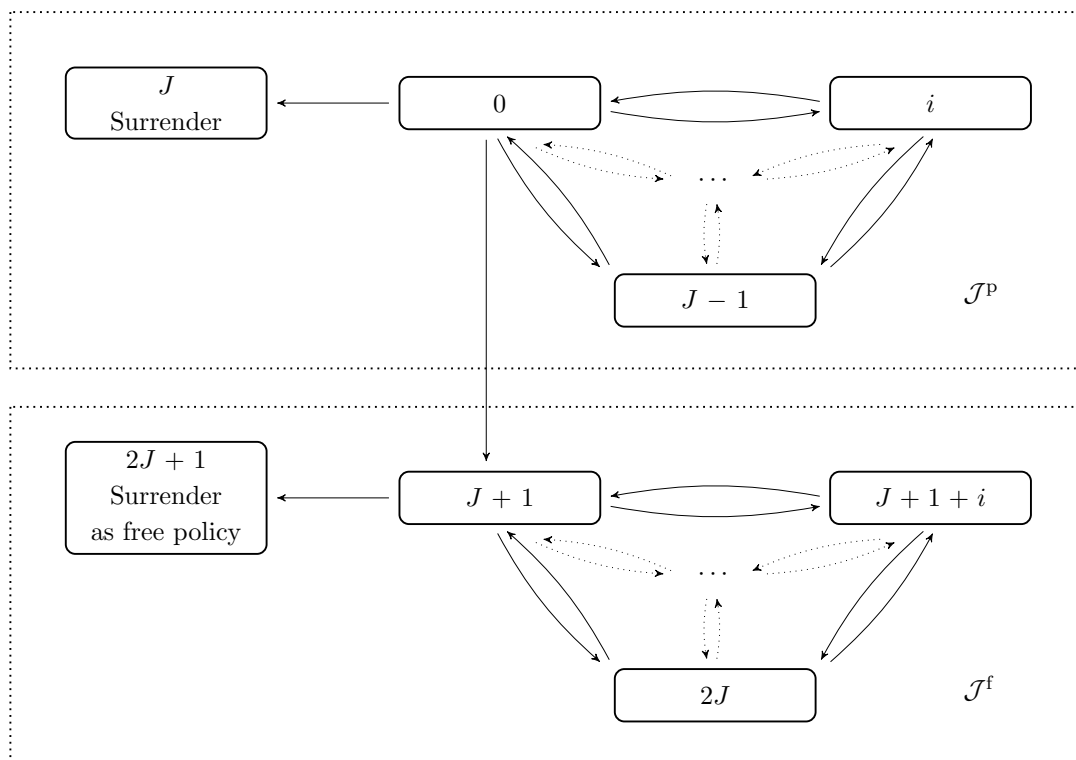 J
Surrender
0
i
...
J − 1
𝒥ᵖ
2J + 1
Surrender
as free policy
J + 1
J + 1 + i
...
2J
𝒥ᶠ